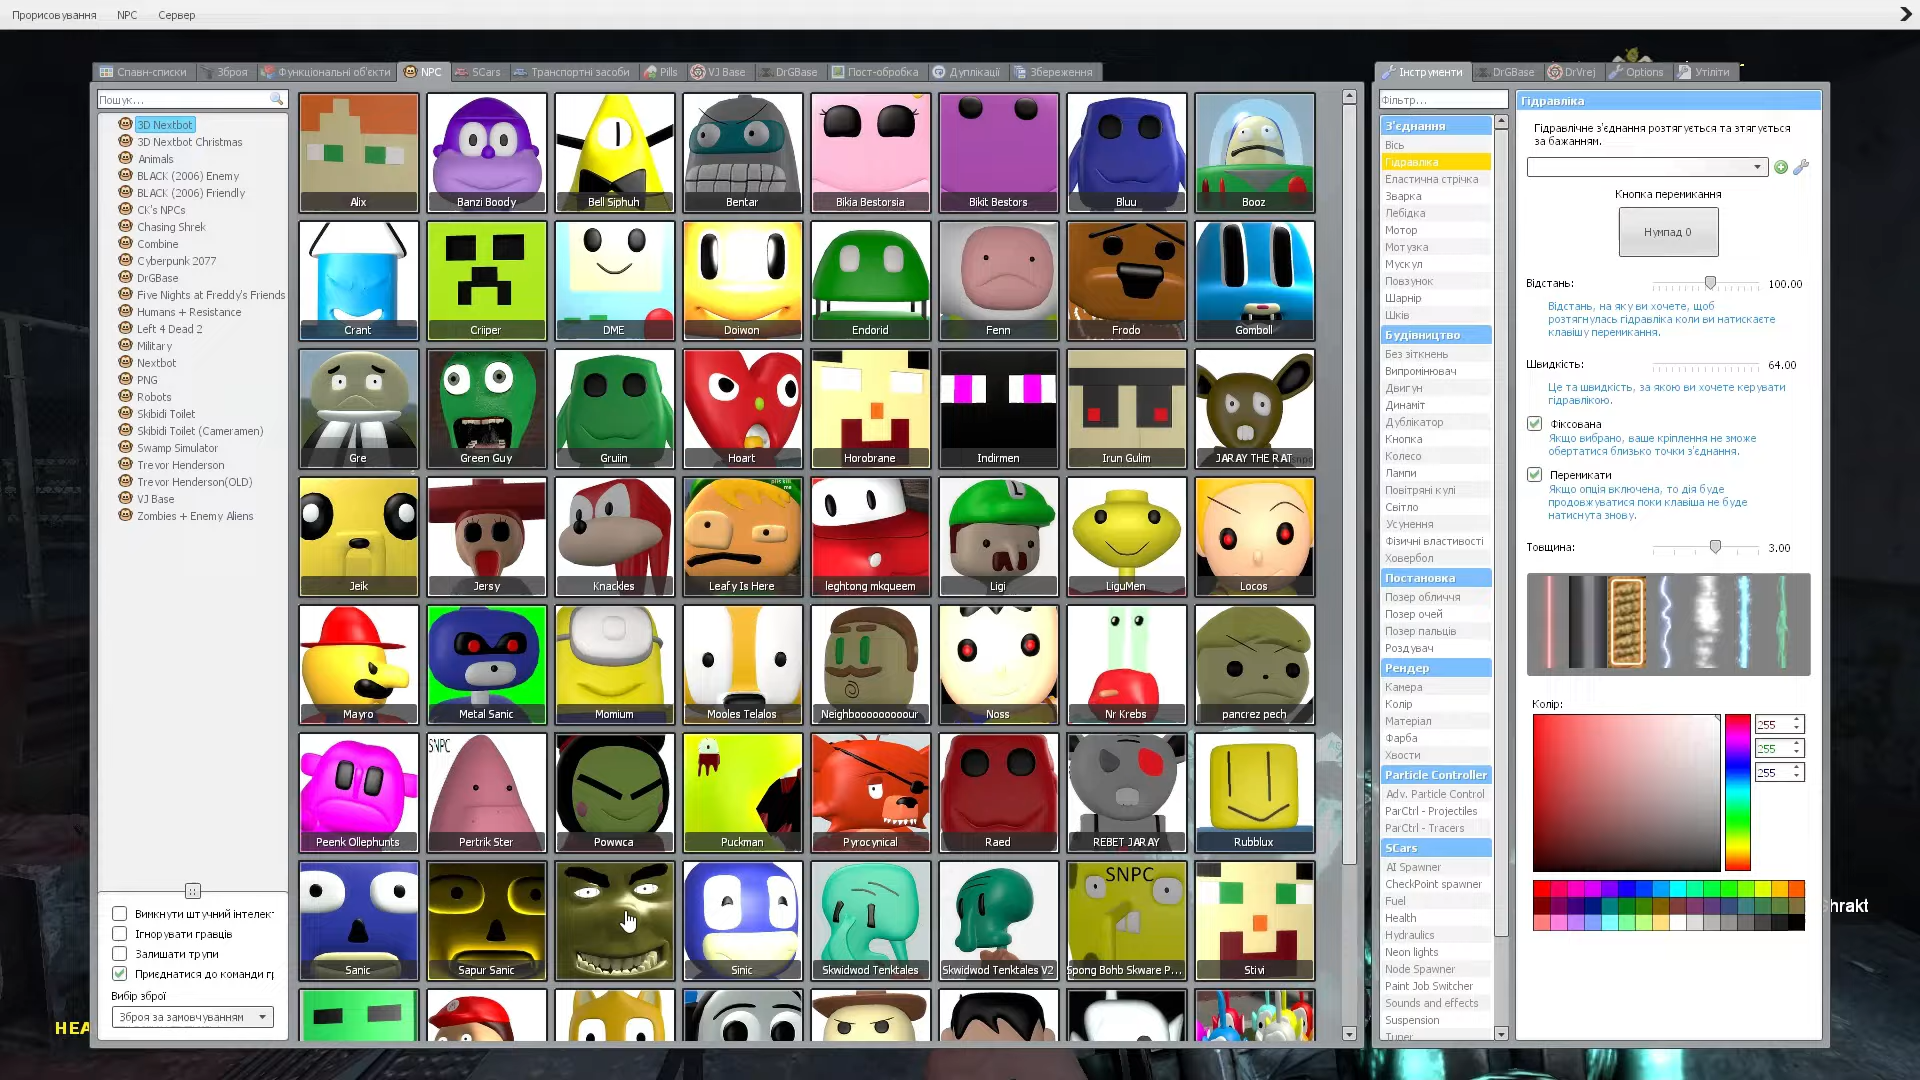 Прорисовування NPC Сервер
Спавн-списки Зброя Функціональні об'єкти NPC SCars Транспортні засоби Pills VJ Base DrGBase Пост-обробка Дуплікації Збереження
Інструменти DrGBase DrVrej Options Утиліти
Пошук...
3D Nextbot
3D Nextbot Christmas
Animals
BLACK (2006) Enemy
BLACK (2006) Friendly
CK's NPCs
Chasing Shrek
Combine
Cyberpunk 2077
DrGBase
Five Nights at Freddy's Friends
Humans + Resistance
Left 4 Dead 2
Military
Nextbot
PNG
Robots
Skibidi Toilet
Skibidi Toilet (Cameramen)
Swamp Simulator
Trevor Henderson
Trevor Henderson(OLD)
VJ Base
Zombies + Enemy Aliens
Вимкнути штучний інтелект
Ігнорувати гравців
Залишати трупи
Приєднатися до команди гр
Вибір зброї
Зброя за замовчуванням
HEA
Alix Banzi Boody Bell Siphuh Bentar Bikia Bestorsia Bikit Bestors Bluu Booz
Crant Criiper DME Doiwon Endorid Fenn Frodo Gomboll
Gre Green Guy Gruiin Hoart Horobrane Indirmen Irun Gulim JARAY THE RAT
Jeik Jersy Knackles Leafy Is Here leghtong mkqueem Ligi LiguMen Locos
Mayro Metal Sanic Momium Mooles Telalos Neighboooooooooour Noss Nr Krebs pancrez pech
SNPC
Peenk Ollephunts Pertrik Ster Powwca Puckman Pyrocynical Raed REBET JARAY Rubblux
SNPC
Sanic Sapur Sanic Sinic Skwidwod Tenktales Skwidwod Tenktales V2 Spong Bohb Skware P... Stivi
Фільтр...
З'єднання
Вісь
Гідравліка
Еластична стрічка
Зварка
Лебідка
Мотор
Мотузка
Мускул
Повзунок
Шарнір
Шків
Будівництво
Без зіткнень
Випромінювач
Двигун
Динаміт
Дублікатор
Кнопка
Колесо
Лампи
Повітряні кулі
Світло
Усунення
Фізичні властивості
Ховербол
Постановка
Позер обличчя
Позер очей
Позер пальців
Роздувач
Рендер
Камера
Колір
Матеріал
Фарба
Хвости
Particle Controller
Adv. Particle Control
ParCtrl - Projectiles
ParCtrl - Tracers
SCars
AI Spawner
CheckPoint spawner
Fuel
Health
Hydraulics
Neon lights
Node Spawner
Paint Job Switcher
Sounds and effects
Suspension
Tuner
Гідравліка
Гідравлічне з'єднання розтягується та зтягується
за бажанням.
Кнопка перемикання
Нумпад 0
Відстань: 100.00
Відстань, на яку ви хочете, щоб
розтягнулась гідравліка коли ви натискаєте
клавішу перемикання.
Швидкість: 64.00
Це та швидкість, за якою ви хочете керувати
гідравлікою.
Фіксована
Якщо вибрано, ваше кріплення не зможе
обертатися близько точки з'єднання.
Перемикати
Якщо опція включена, то дія буде
продовжуватися поки клавіша не буде
натиснута знову.
Товщина: 3.00
Колір:
255
255
255
hrakt